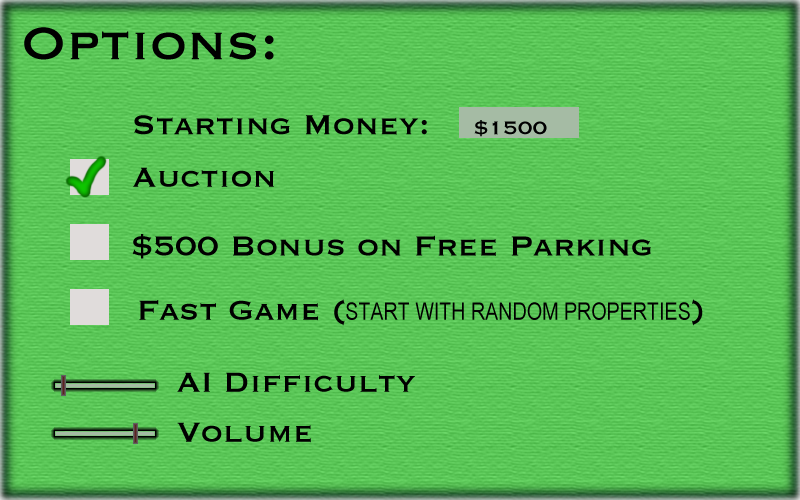 Options:
Starting Money: $1500
Auction
$500 Bonus on Free Parking
Fast Game (START WITH RANDOM PROPERTIES)
AI Difficulty
Volume